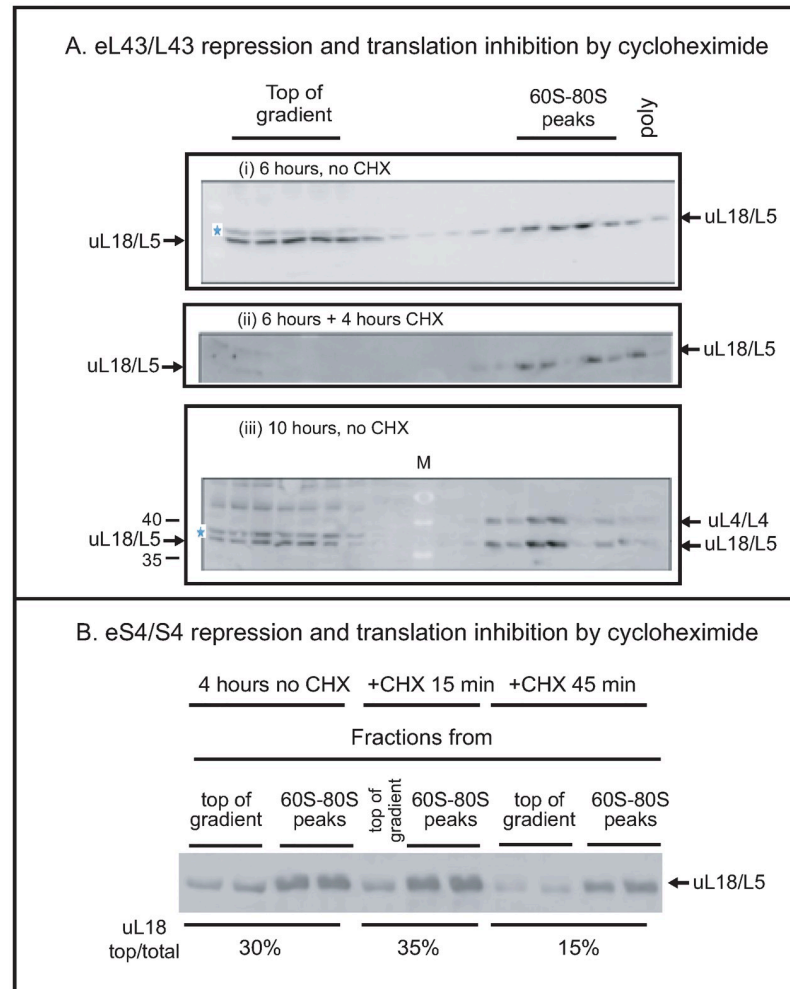 A. eL43/L43 repression and translation inhibition by cycloheximide
Top of
gradient
60S-80S
peaks
poly
(i) 6 hours, no CHX
uL18/L5
uL18/L5
(ii) 6 hours + 4 hours CHX
uL18/L5
uL18/L5
(iii) 10 hours, no CHX
M
40
uL4/L4
uL18/L5
uL18/L5
35
B. eS4/S4 repression and translation inhibition by cycloheximide
4 hours no CHX
+CHX 15 min
+CHX 45 min
Fractions from
top of
gradient
60S-80S
peaks
top of
gradient
60S-80S
peaks
top of
gradient
60S-80S
peaks
uL18/L5
uL18
top/total
30%
35%
15%